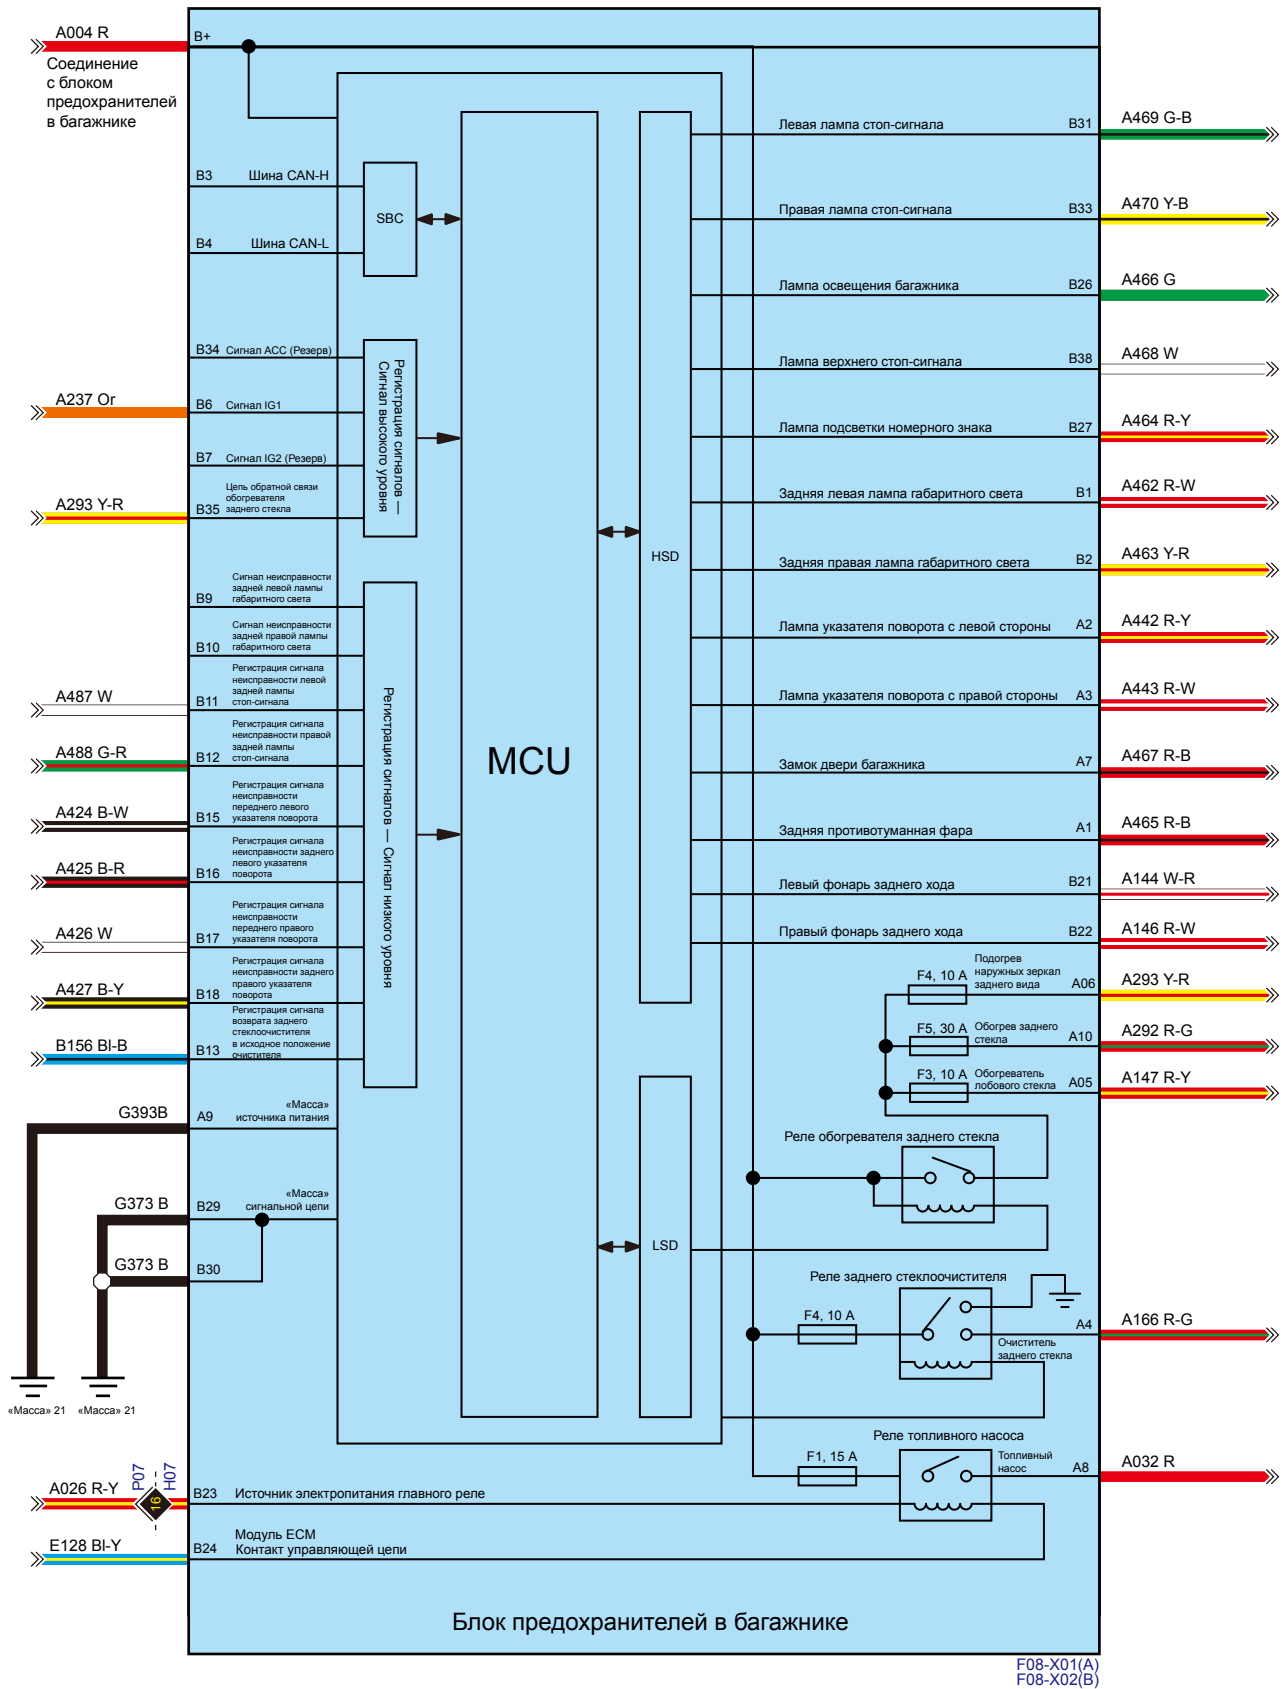 A004 R
Соединение
с блоком
предохранителей
в багажнике
B+
B3 Шина CAN-H
SBC
B4 Шина CAN-L
B34 Сигнал ACC (Резерв)
A237 Or
B6 Сигнал IG1
B7 Сигнал IG2 (Резерв)
A293 Y-R
B35
Цепь обратной связи
обогревателя
заднего стекла
Регистрация сигналов —
Сигнал высокого уровня
B9
Сигнал неисправности
задней левой лампы
габаритного света
B10
Сигнал неисправности
задней правой лампы
габаритного света
A487 W
B11
Регистрация сигнала
неисправности левой
задней лампы
стоп-сигнала
A488 G-R
B12
Регистрация сигнала
неисправности правой
задней лампы
стоп-сигнала
A424 B-W
B15
Регистрация сигнала
неисправности
переднего левого
указателя поворота
A425 B-R
B16
Регистрация сигнала
неисправности заднего
левого указателя
поворота
A426 W
B17
Регистрация сигнала
неисправности
переднего правого
указателя поворота
A427 B-Y
B18
Регистрация сигнала
неисправности заднего
правого указателя
поворота
B156 Bl-B
B13
Регистрация сигнала
возврата заднего
стеклоочистителя
в исходное положение
очистителя
Регистрация сигналов — Сигнал низкого уровня
G393B
A9
«Масса»
источника питания
G373 B
B29
«Масса»
сигнальной цепи
G373 B
B30
«Масса» 21
«Масса» 21
MCU
HSD
LSD
Левая лампа стоп-сигнала B31 A469 G-B
Правая лампа стоп-сигнала B33 A470 Y-B
Лампа освещения багажника B26 A466 G
Лампа верхнего стоп-сигнала B38 A468 W
Лампа подсветки номерного знака B27 A464 R-Y
Задняя левая лампа габаритного света B1 A462 R-W
Задняя правая лампа габаритного света B2 A463 Y-R
Лампа указателя поворота с левой стороны A2 A442 R-Y
Лампа указателя поворота с правой стороны A3 A443 R-W
Замок двери багажника A7 A467 R-B
Задняя противотуманная фара A1 A465 R-B
Левый фонарь заднего хода B21 A144 W-R
Правый фонарь заднего хода B22 A146 R-W
F4, 10 A
Подогрев
наружных зеркал
заднего вида
A06 A293 Y-R
F5, 30 A
Обогрев заднего
стекла
A10 A292 R-G
F3, 10 A
Обогреватель
лобового стекла
A05 A147 R-Y
Реле обогревателя заднего стекла
Реле заднего стеклоочистителя
F4, 10 A
A4 A166 R-G
Очиститель
заднего стекла
Реле топливного насоса
F1, 15 A
Топливный
насос
A8 A032 R
A026 R-Y
P07
H07
16
B23 Источник электропитания главного реле
E128 Bl-Y
B24
Модуль ECM
Контакт управляющей цепи
Блок предохранителей в багажнике
F08-X01(A)
F08-X02(B)